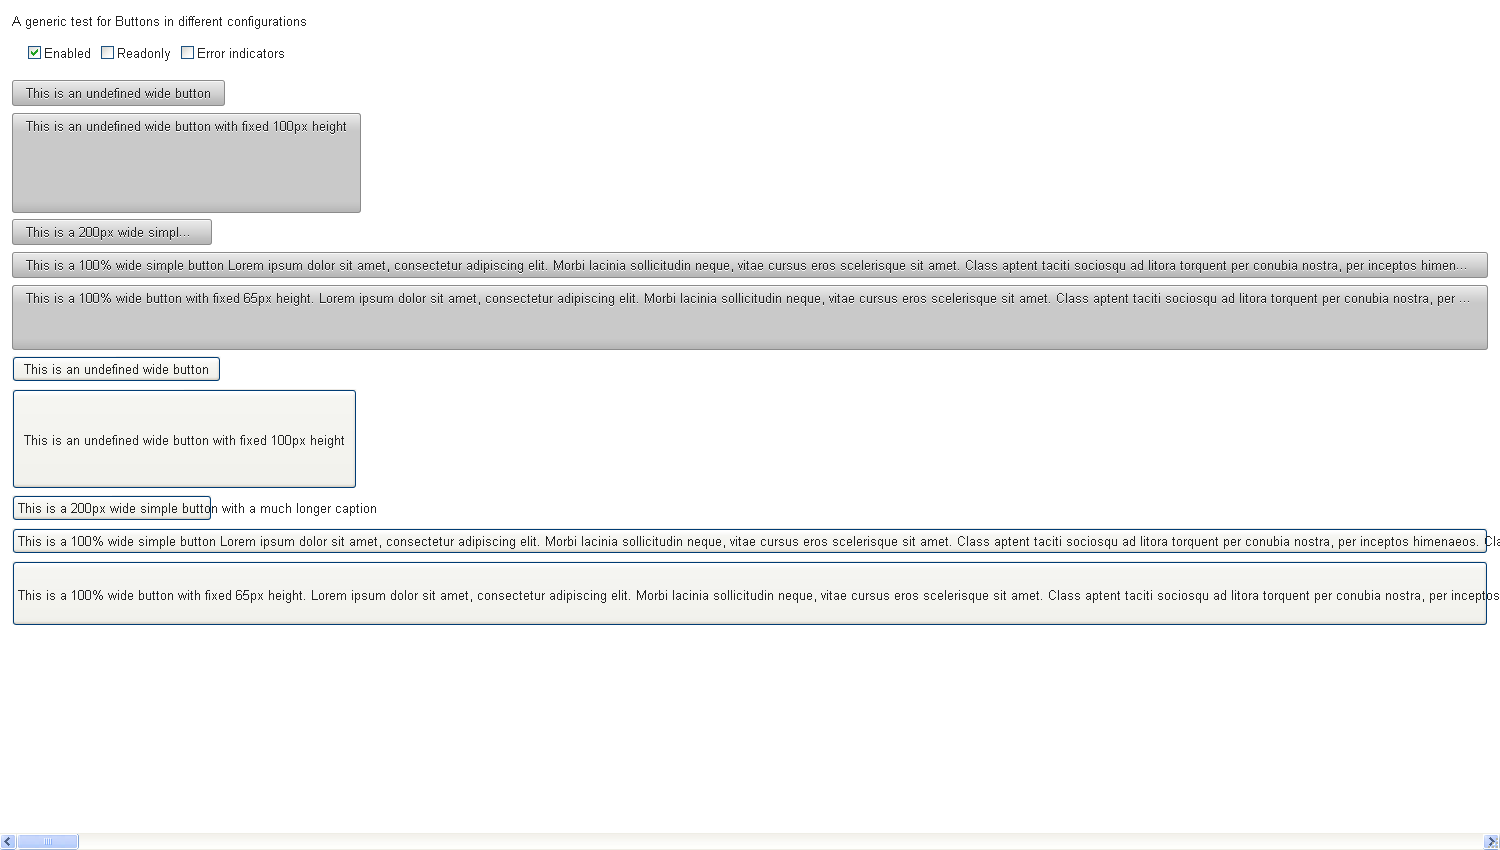 A generic test for Buttons in different configurations
Enabled Readonly Error indicators
This is an undefined wide button
This is an undefined wide button with fixed 100px height
This is a 200px wide simpl...
This is a 100% wide simple button Lorem ipsum dolor sit amet, consectetur adipiscing elit. Morbi lacinia sollicitudin neque, vitae cursus eros scelerisque sit amet. Class aptent taciti sociosqu ad litora torquent per conubia nostra, per inceptos himen...
This is a 100% wide button with fixed 65px height. Lorem ipsum dolor sit amet, consectetur adipiscing elit. Morbi lacinia sollicitudin neque, vitae cursus eros scelerisque sit amet. Class aptent taciti sociosqu ad litora torquent per conubia nostra, per ...
This is an undefined wide button
This is an undefined wide button with fixed 100px height
This is a 200px wide simple button with a much longer caption
This is a 100% wide simple button Lorem ipsum dolor sit amet, consectetur adipiscing elit. Morbi lacinia sollicitudin neque, vitae cursus eros scelerisque sit amet. Class aptent taciti sociosqu ad litora torquent per conubia nostra, per inceptos himenaeos. Cla
This is a 100% wide button with fixed 65px height. Lorem ipsum dolor sit amet, consectetur adipiscing elit. Morbi lacinia sollicitudin neque, vitae cursus eros scelerisque sit amet. Class aptent taciti sociosqu ad litora torquent per conubia nostra, per inceptos